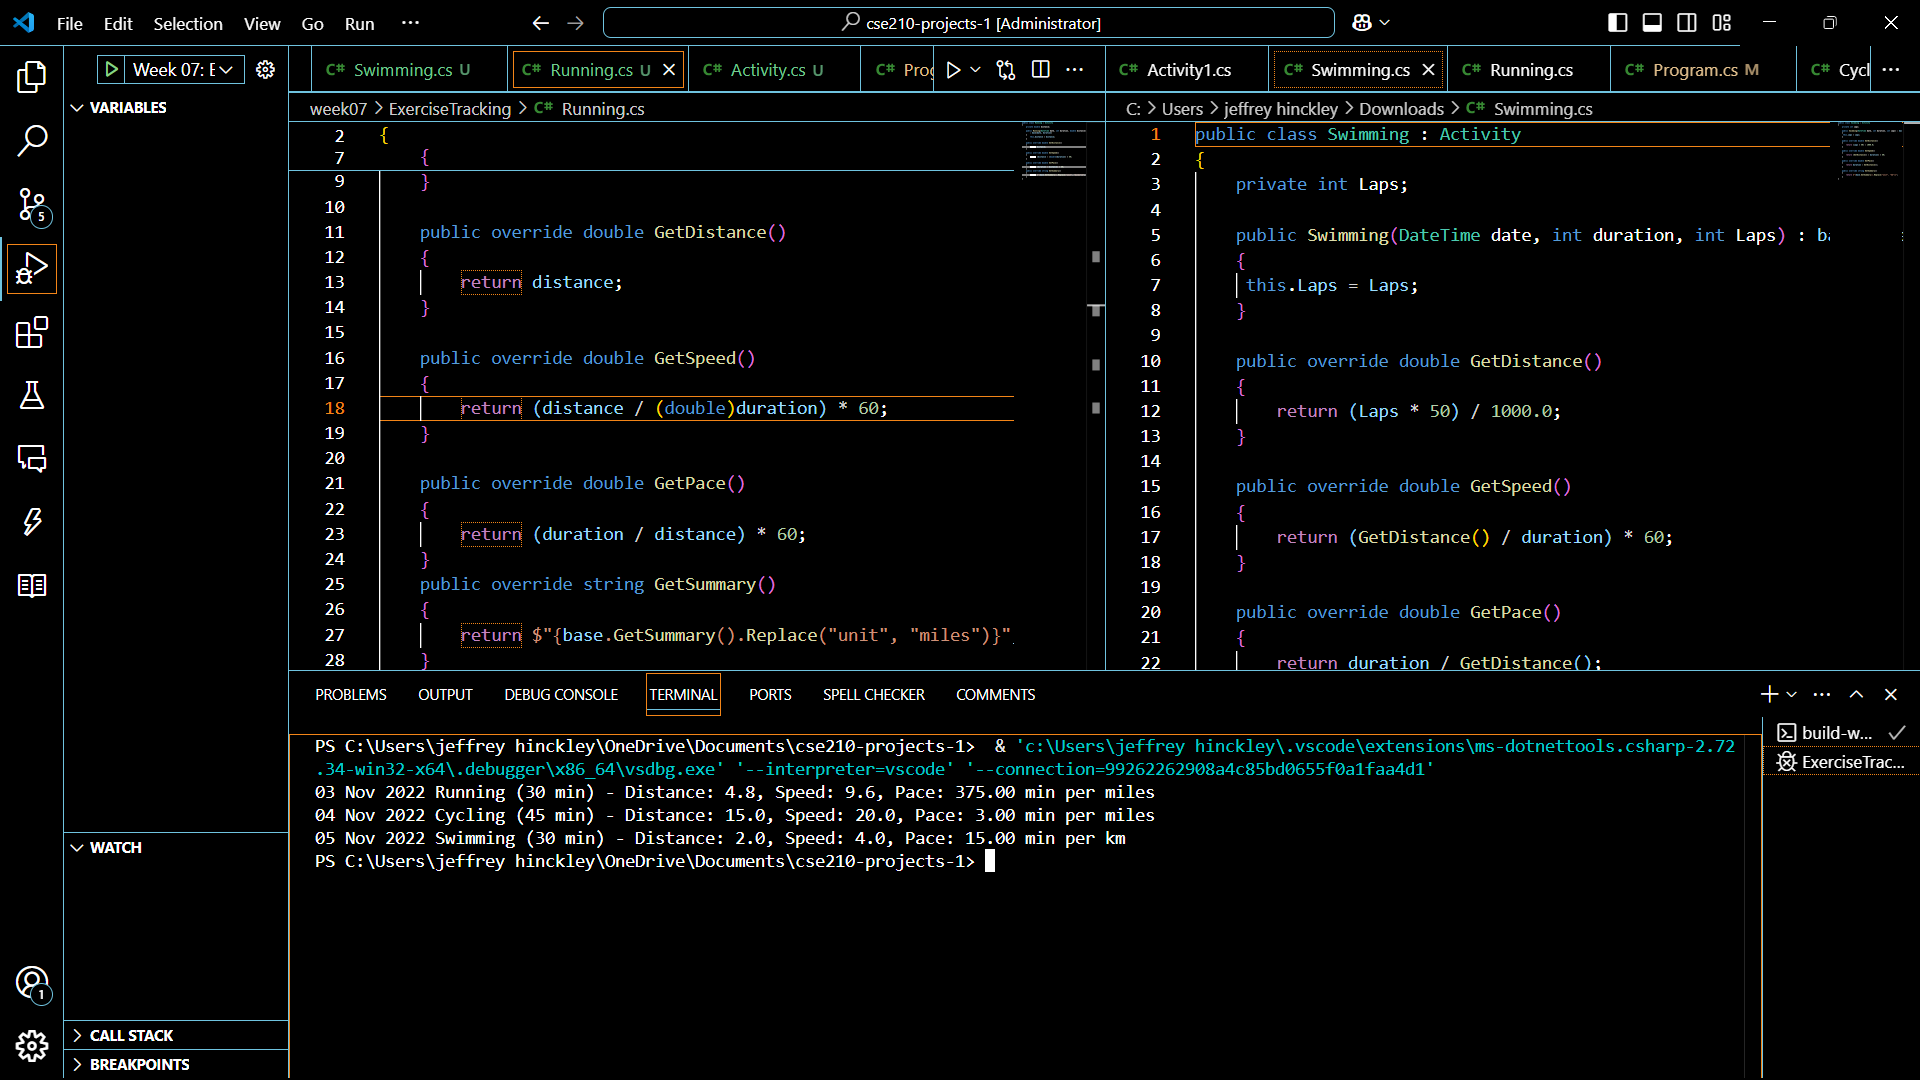 File Edit Selection View Go Run ··· cse210-projects-1 [Administrator]
Week 07: E
VARIABLES
WATCH
CALL STACK
BREAKPOINTS
5
1
C# Swimming.cs U C# Running.cs U C# Activity.cs U C# Prog
week07 > ExerciseTracking > C# Running.cs
2 {
7 {
9 }
10
11 public override double GetDistance()
12 {
13 return distance;
14 }
15
16 public override double GetSpeed()
17 {
18 return (distance / (double)duration) * 60;
19 }
20
21 public override double GetPace()
22 {
23 return (duration / distance) * 60;
24 }
25 public override string GetSummary()
26 {
27 return $"{base.GetSummary().Replace("unit", "miles")}"
28 }
C# Activity1.cs C# Swimming.cs C# Running.cs C# Program.cs M C# Cycl
C: > Users > jeffrey hinckley > Downloads > C# Swimming.cs
1 public class Swimming : Activity
2 {
3 private int Laps;
4
5 public Swimming(DateTime date, int duration, int Laps) : ba
6 {
7 this.Laps = Laps;
8 }
9
10 public override double GetDistance()
11 {
12 return (Laps * 50) / 1000.0;
13 }
14
15 public override double GetSpeed()
16 {
17 return (GetDistance() / duration) * 60;
18 }
19
20 public override double GetPace()
21 {
22 return duration / GetDistance();
PROBLEMS OUTPUT DEBUG CONSOLE TERMINAL PORTS SPELL CHECKER COMMENTS
PS C:\Users\jeffrey hinckley\OneDrive\Documents\cse210-projects-1> & 'c:\Users\jeffrey hinckley\.vscode\extensions\ms-dotnettools.csharp-2.72
.34-win32-x64\.debugger\x86_64\vsdbg.exe' '--interpreter=vscode' '--connection=99262262908a4c85bd0655f0a1faa4d1'
03 Nov 2022 Running (30 min) - Distance: 4.8, Speed: 9.6, Pace: 375.00 min per miles
04 Nov 2022 Cycling (45 min) - Distance: 15.0, Speed: 20.0, Pace: 3.00 min per miles
05 Nov 2022 Swimming (30 min) - Distance: 2.0, Speed: 4.0, Pace: 15.00 min per km
PS C:\Users\jeffrey hinckley\OneDrive\Documents\cse210-projects-1>
build-w...
ExerciseTrac...